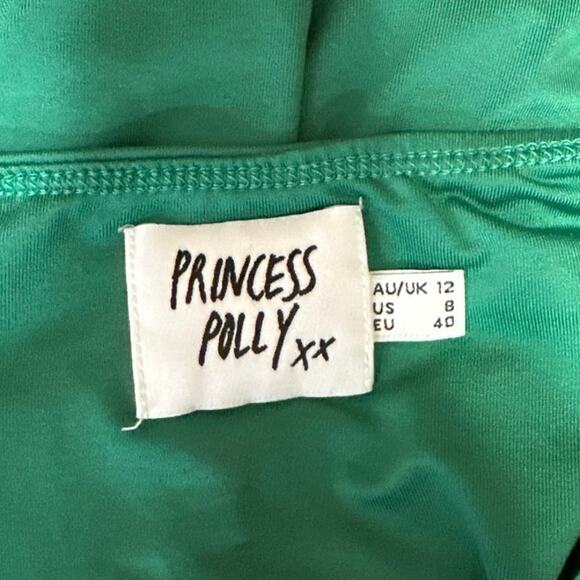 PRINCESS
POLLY xx
AU/UK 12
US 8
EU 40